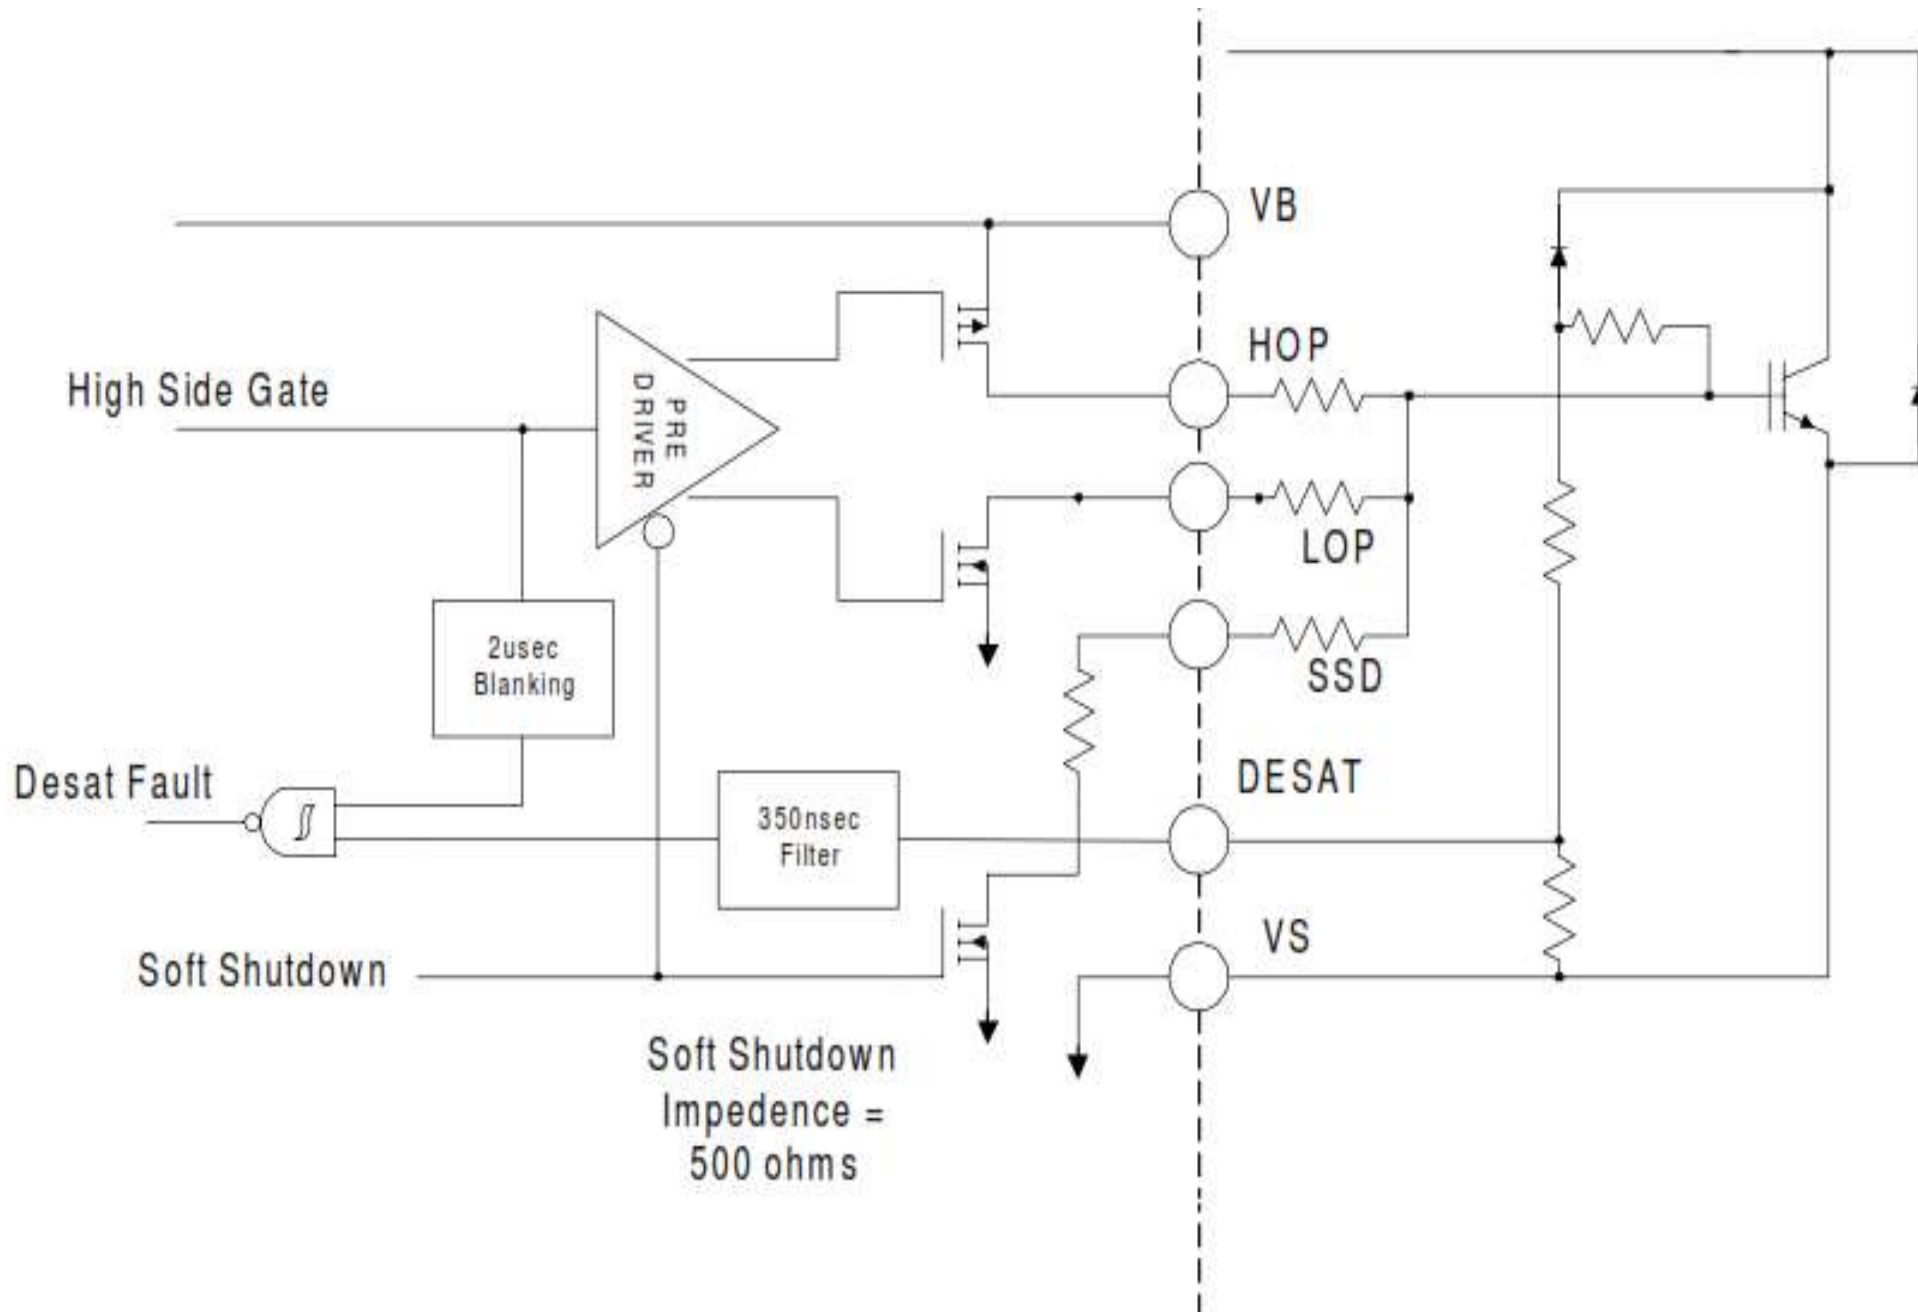 VB
HOP
High Side Gate
PRE
DRIVER
LOP
2usec
Blanking
SSD
Desat Fault
DESAT
350nsec
Filter
VS
Soft Shutdown
Soft Shutdown
Impedence =
500 ohms